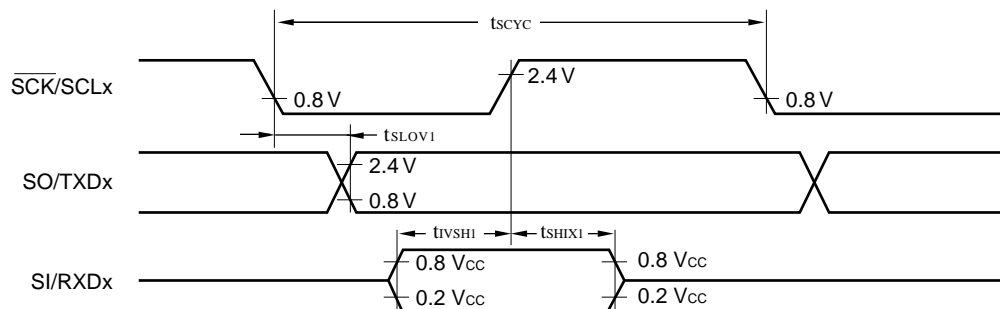 tSCYC
SCK/SCLx
0.8 V
2.4 V
0.8 V
tSLOV1
SO/TXDx
2.4 V
0.8 V
tIVSH1
tSHIX1
SI/RXDx
0.8 VCC
0.8 VCC
0.2 VCC
0.2 VCC